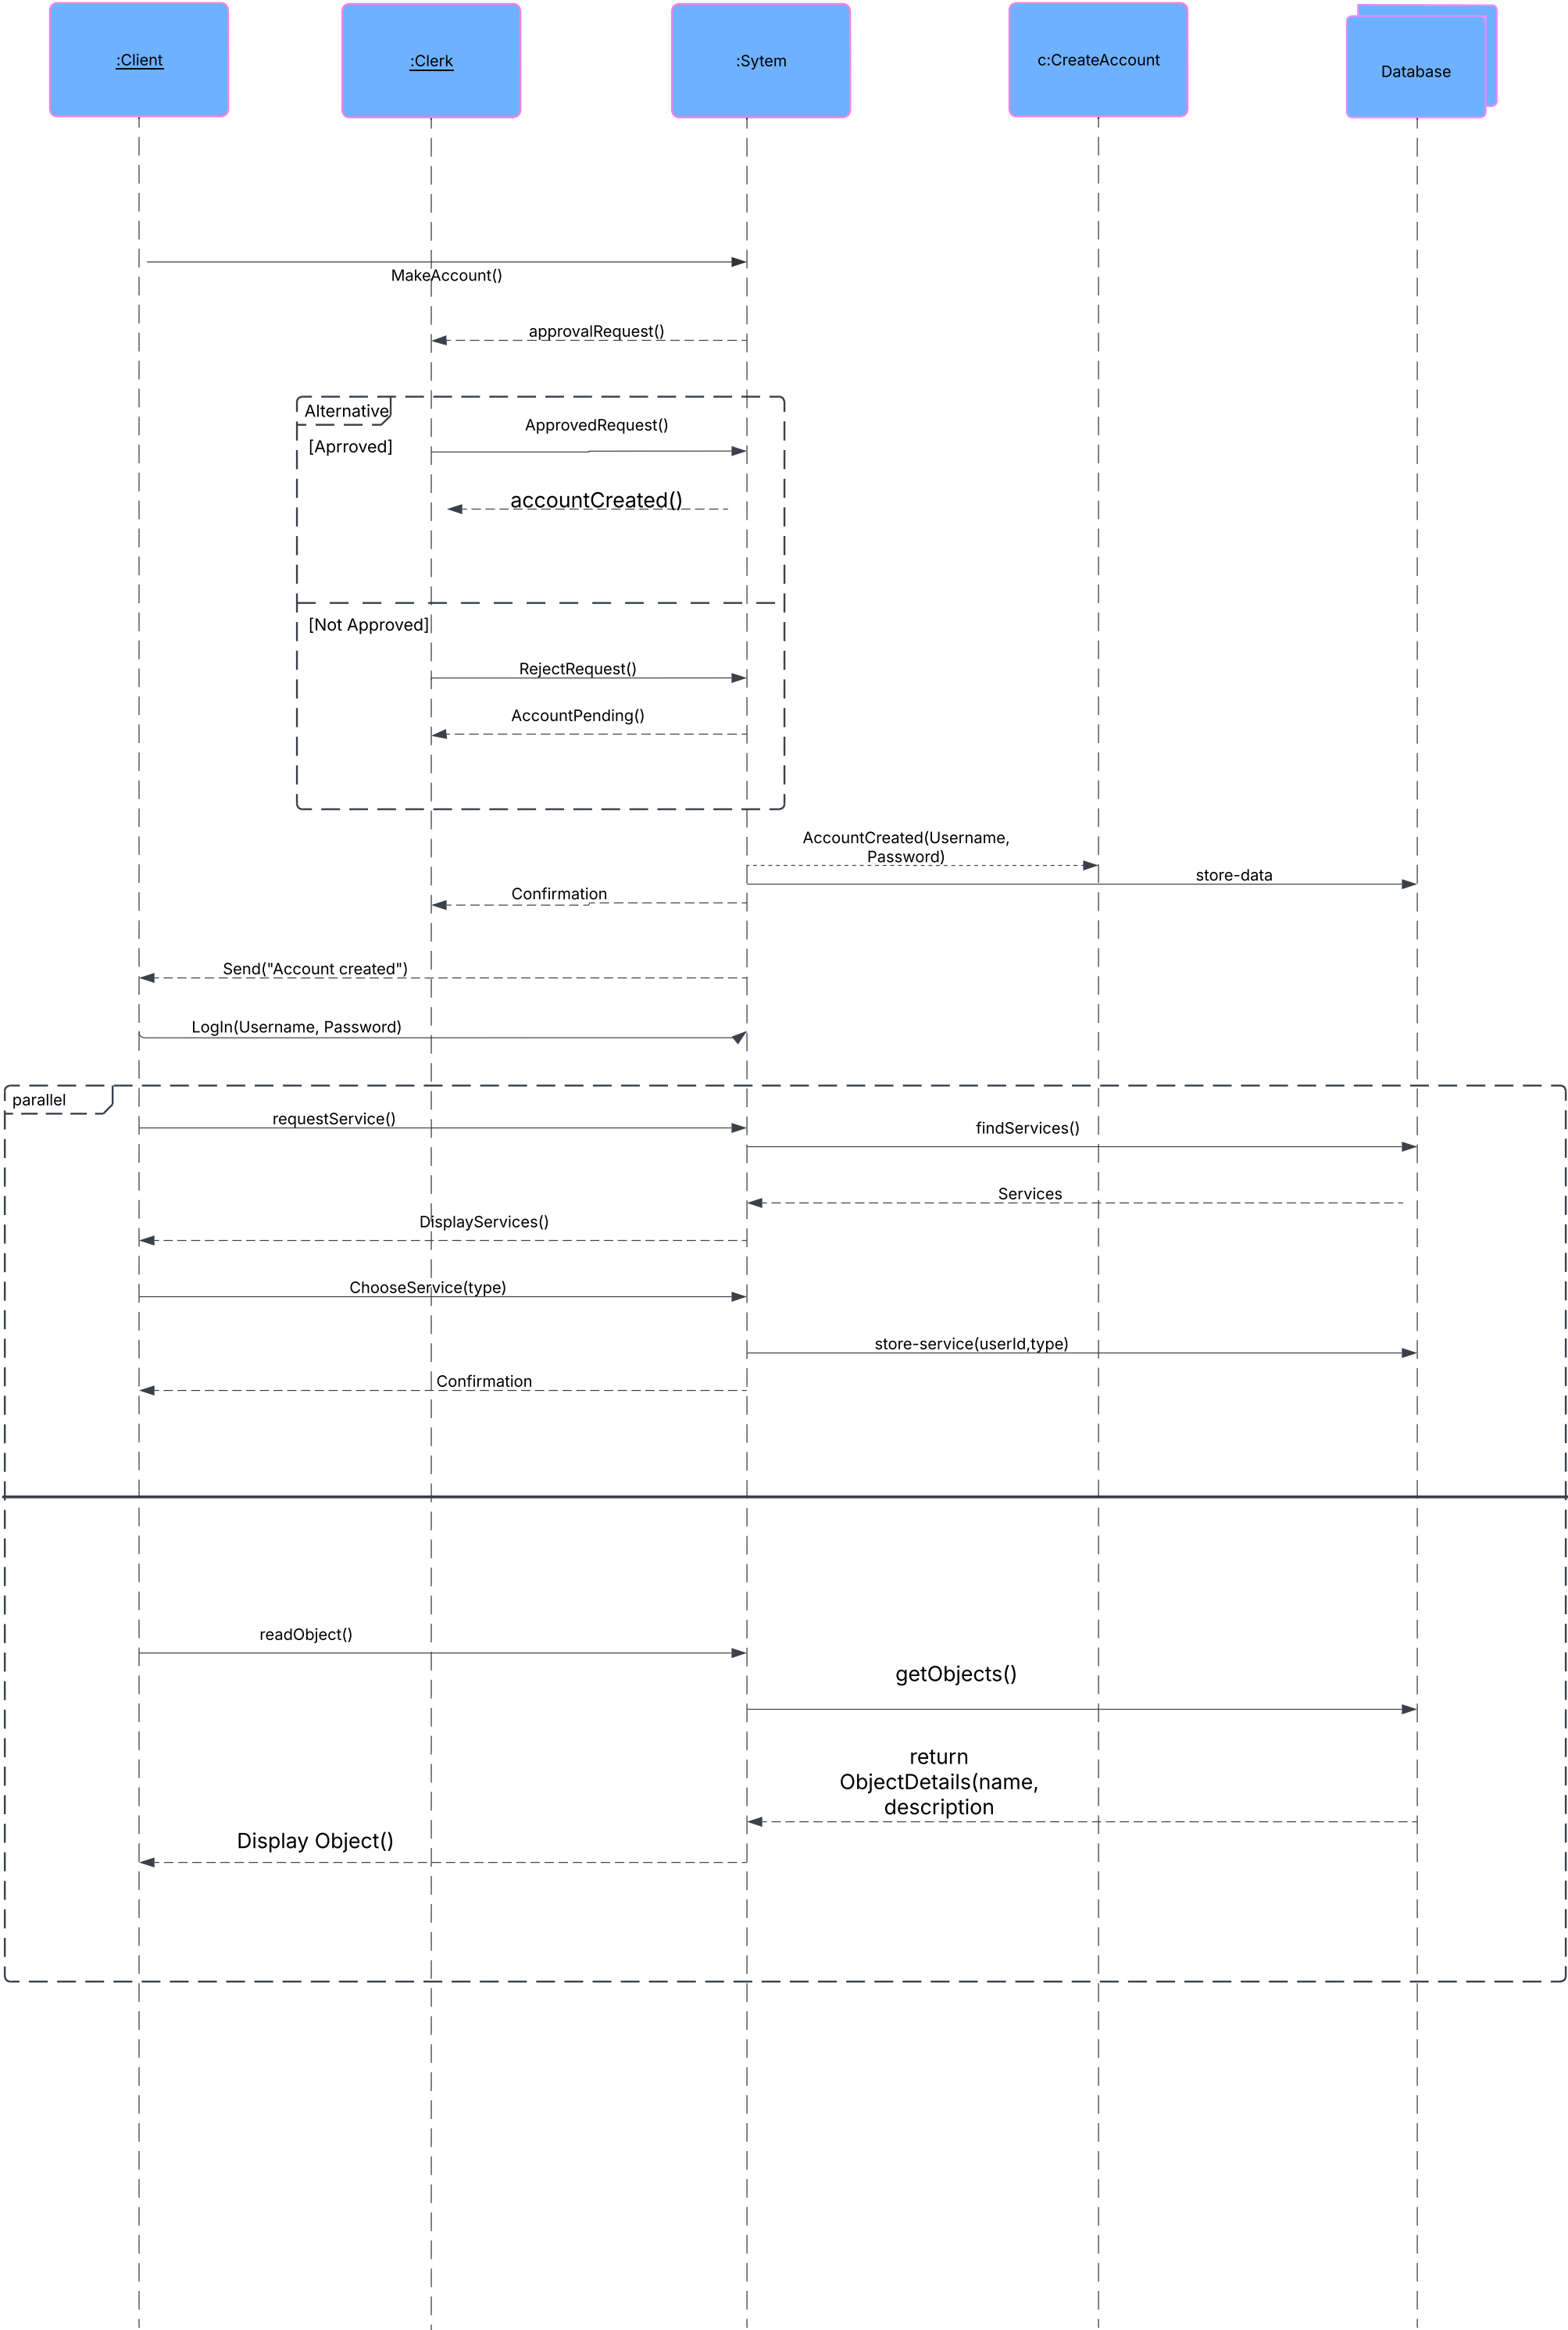 :Client
:Clerk
:Sytem
c:CreateAccount
Database
MakeAccount()
approvalRequest()
Alternative
ApprovedRequest()
[Aprroved]
accountCreated()
[Not Approved]
RejectRequest()
AccountPending()
AccountCreated(Username,
Password)
store-data
Confirmation
Send("Account created")
LogIn(Username, Password)
parallel
requestService()
findServices()
Services
DisplayServices()
ChooseService(type)
store-service(userId,type)
Confirmation
readObject()
getObjects()
return
ObjectDetails(name,
description
Display Object()